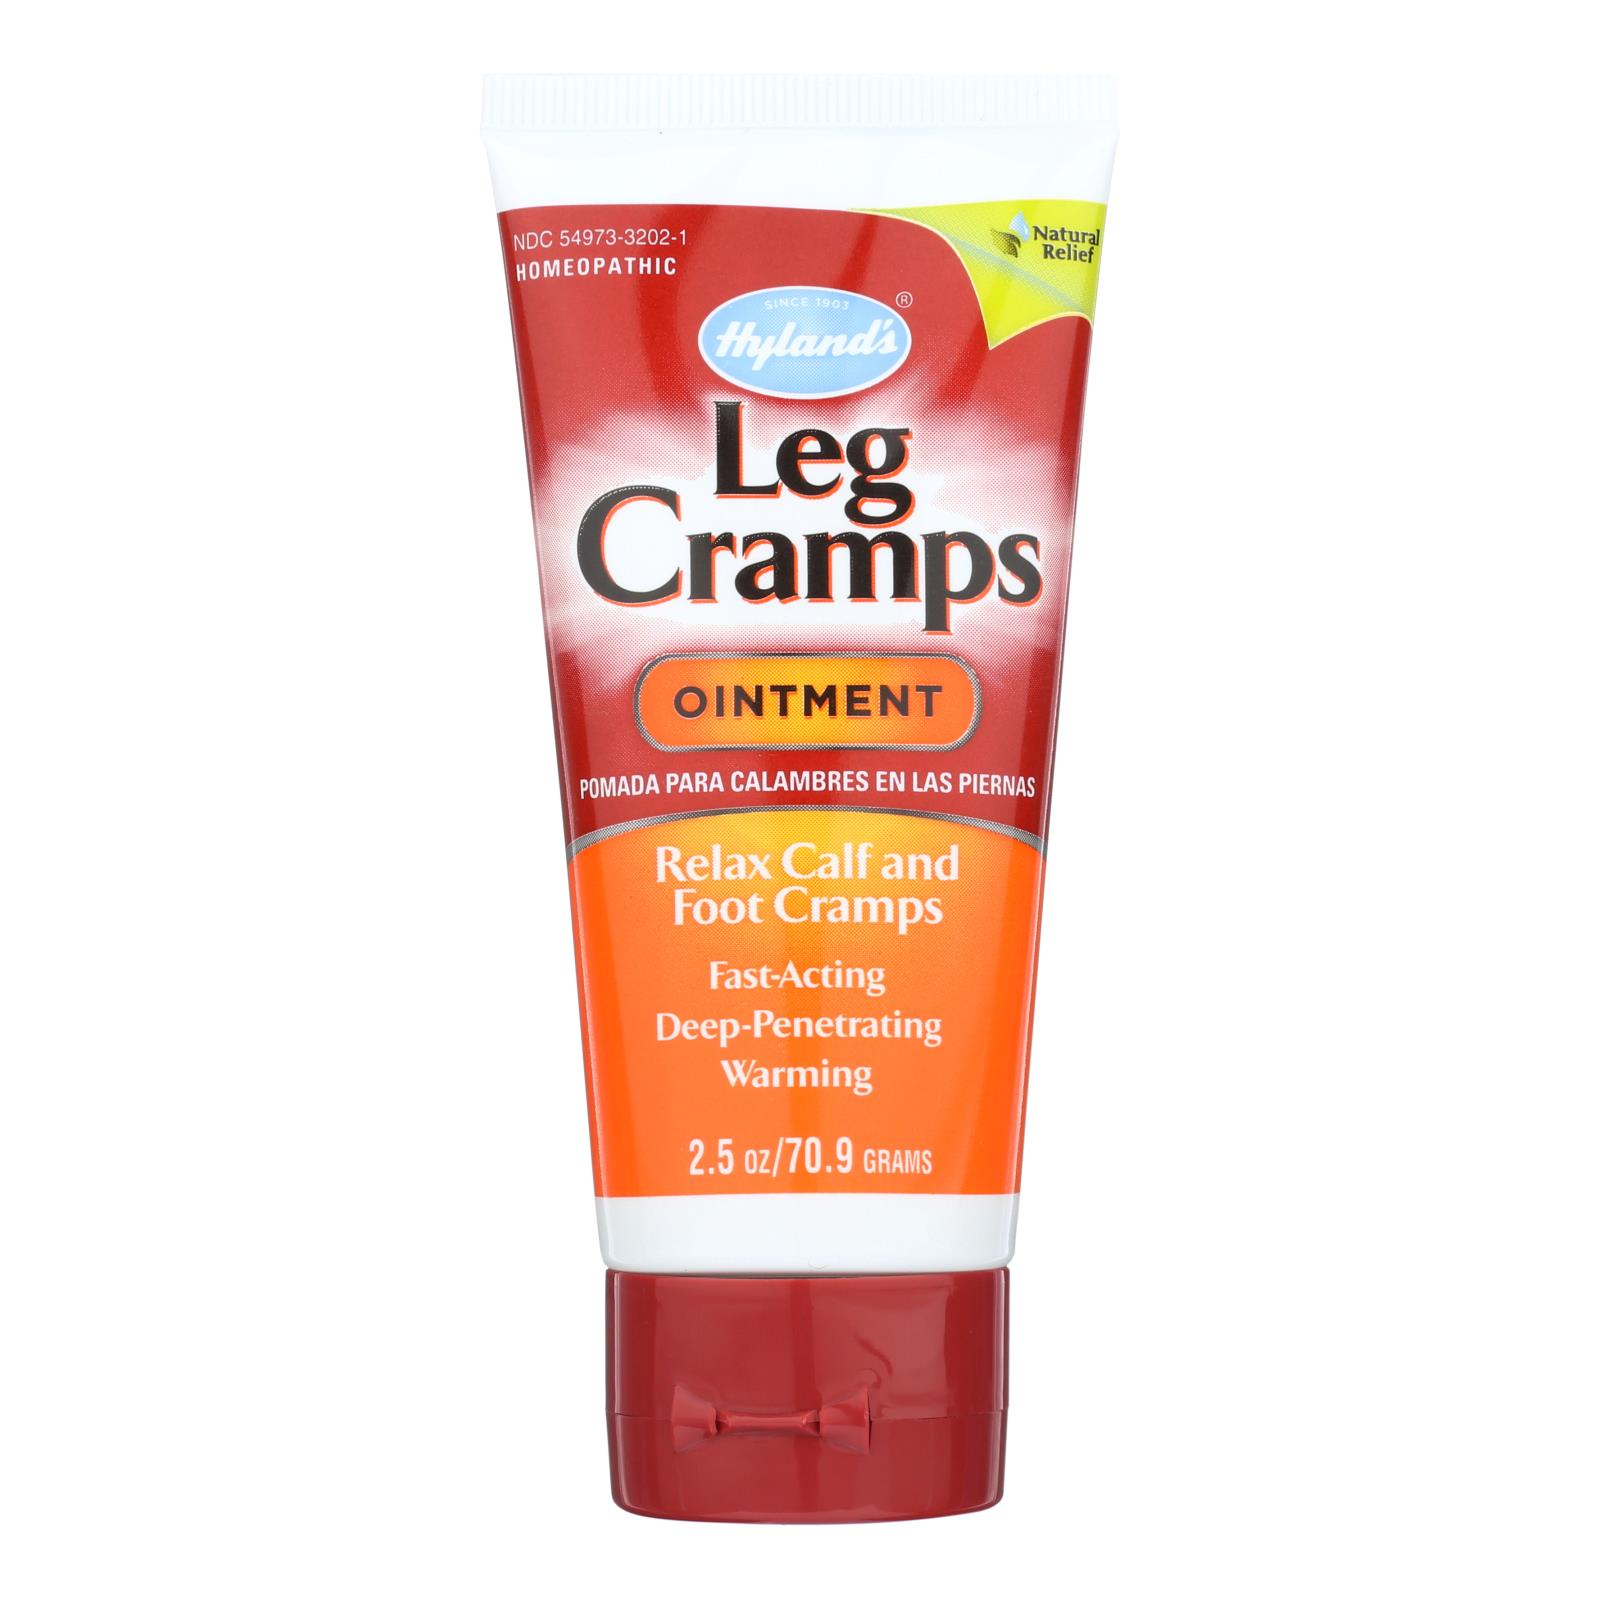 NDC 54973-3202-1
HOMEOPATHIC
Natural
Relief
SINCE 1903
Hyland's®
Leg
Cramps
OINTMENT
POMADA PARA CALAMBRES EN LAS PIERNAS
Relax Calf and
Foot Cramps
Fast-Acting
Deep-Penetrating
Warming
2.5 OZ/70.9 GRAMS